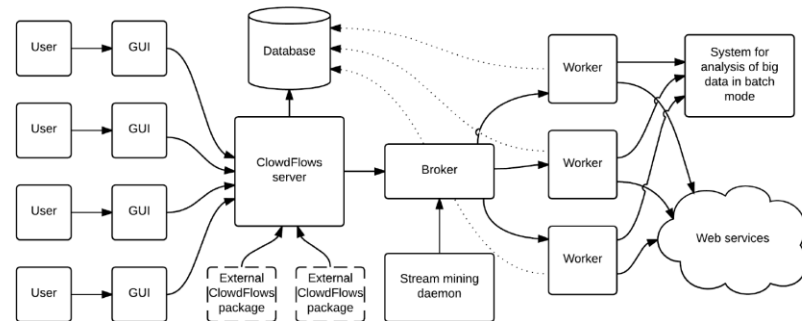 User
GUI
Database
Worker
System for
analysis of big
data in batch
mode
User
GUI
ClowdFlows
server
Broker
Worker
User
GUI
Worker
Web services
User
GUI
External
ClowdFlows
package
External
ClowdFlows
package
Stream mining
daemon